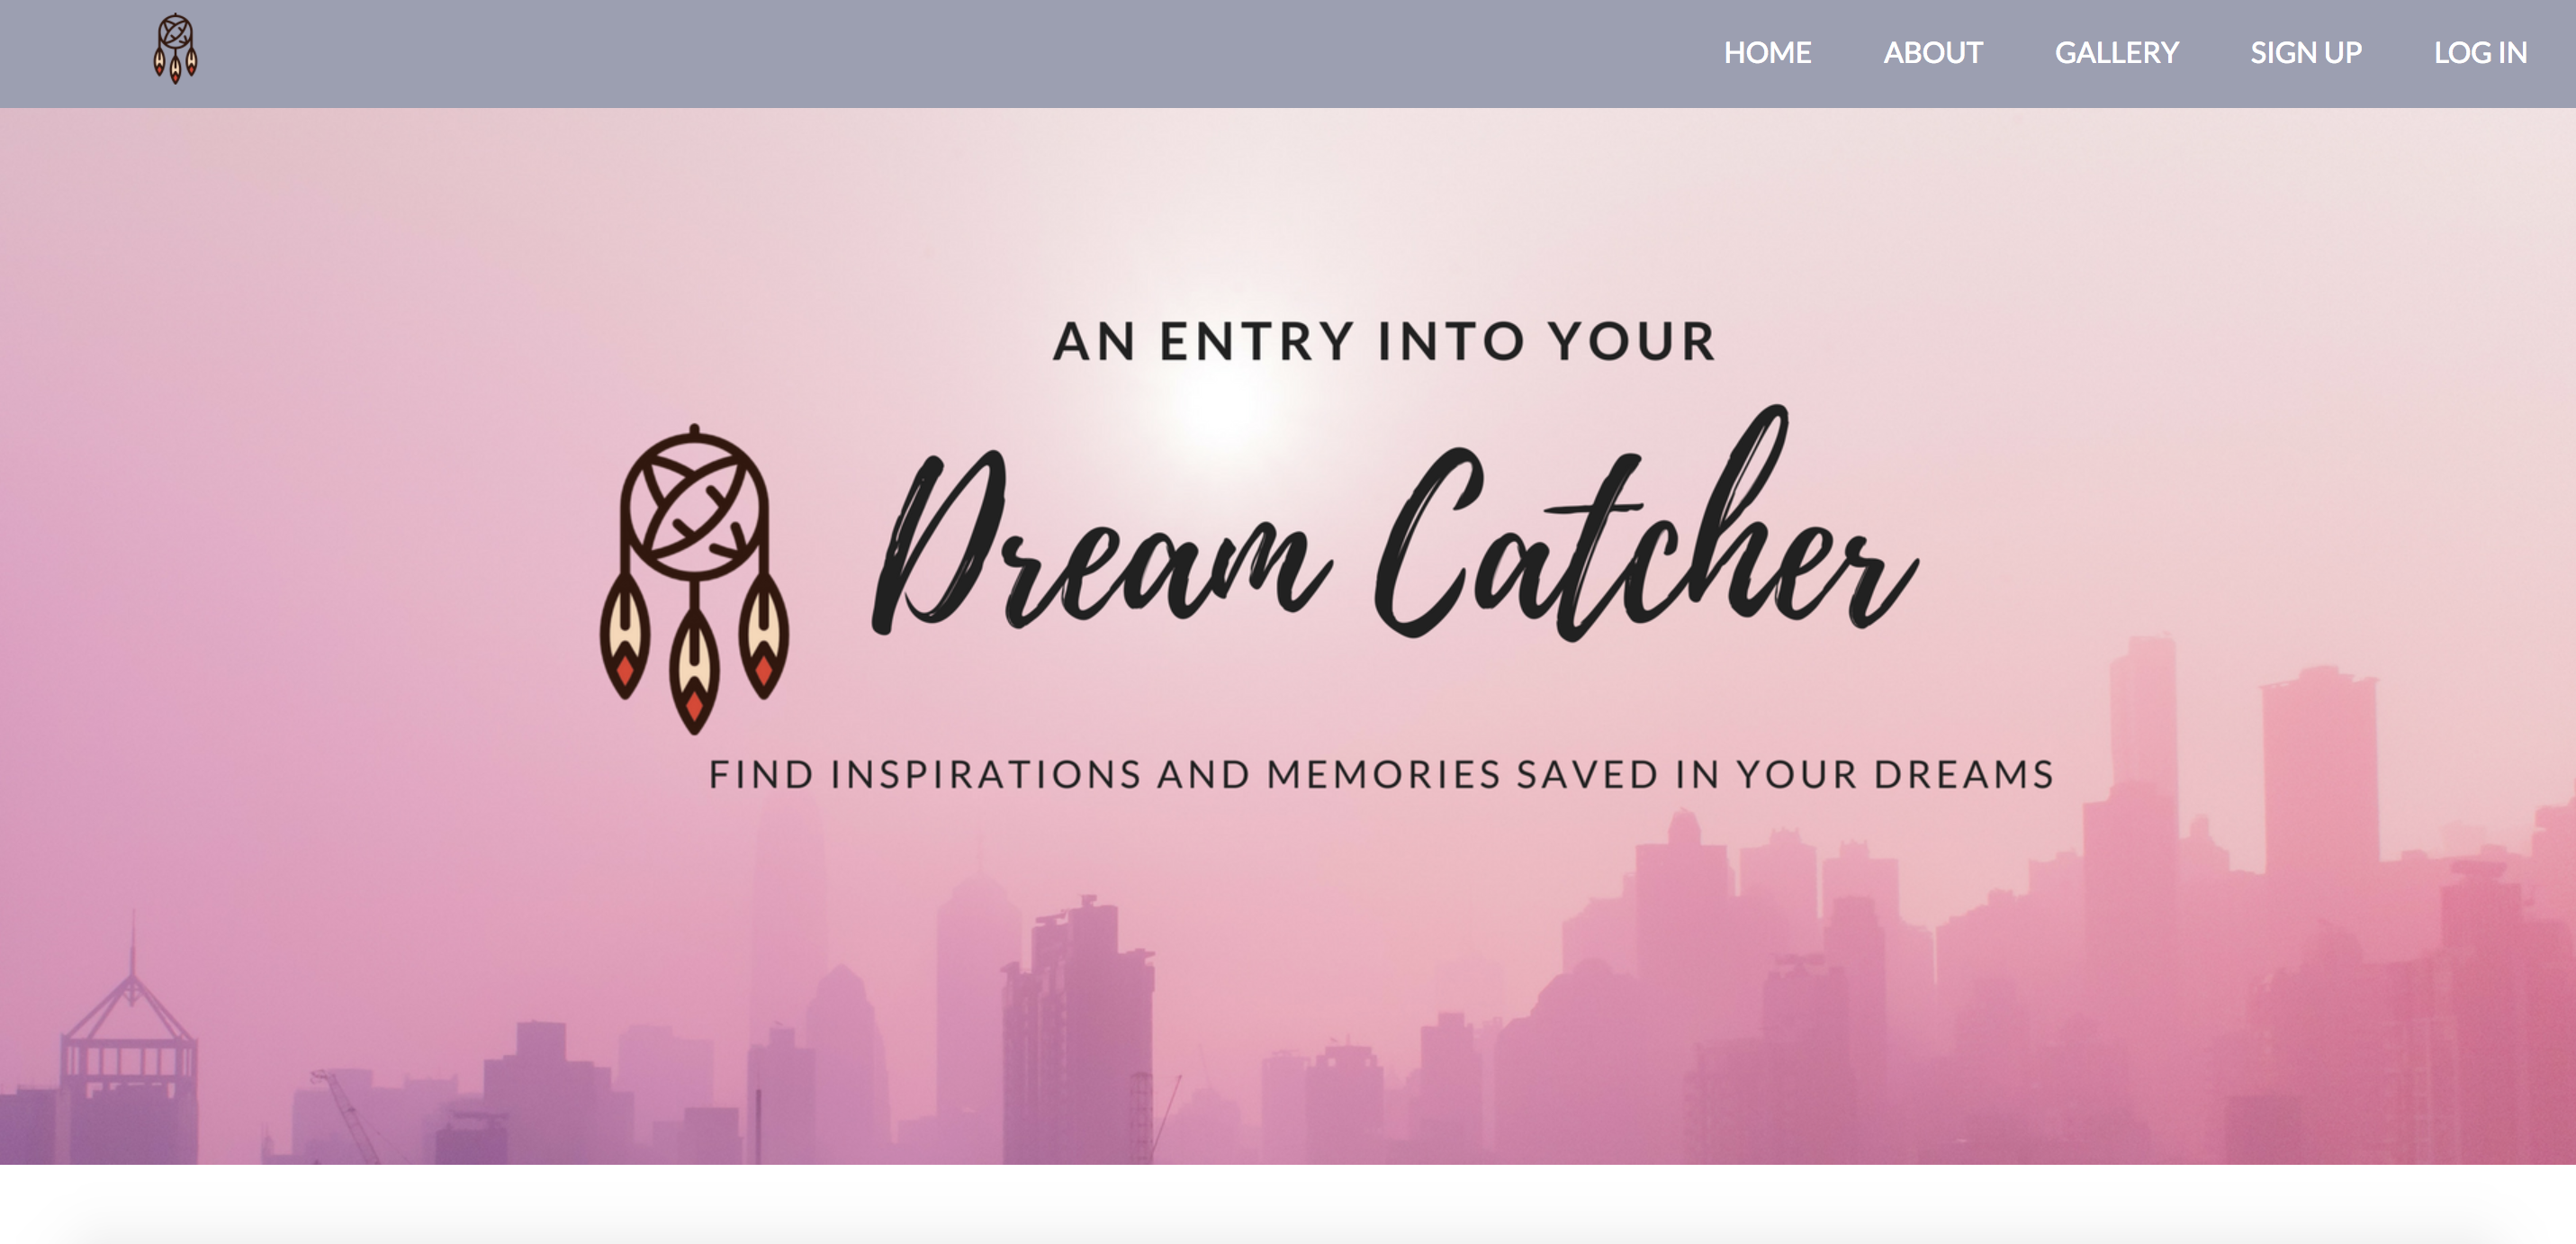 HOME ABOUT GALLERY SIGN UP LOG IN
AN ENTRY INTO YOUR
Dream Catcher
FIND INSPIRATIONS AND MEMORIES SAVED IN YOUR DREAMS